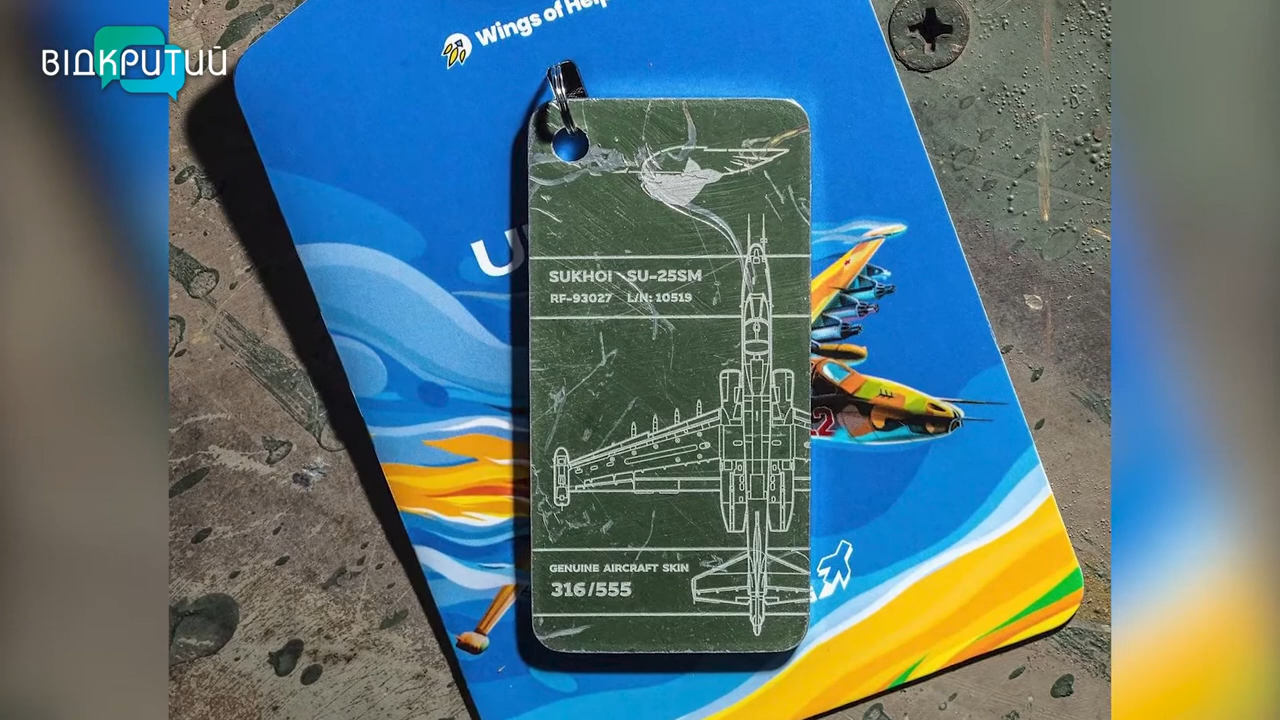 ВІДКРИТИЙ
Wings of Help
SUKHOI SU-25SM
RF-93027 L/N: 10519
GENUINE AIRCRAFT SKIN
316/555